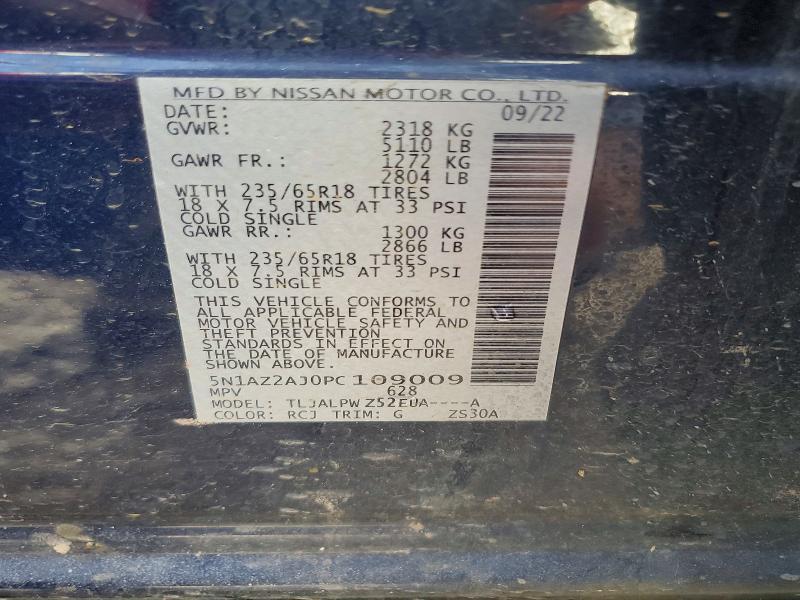 MFD BY NISSAN MOTOR CO., LTD.
DATE: 09/22
GVWR: 2318 KG
5110 LB
GAWR FR.: 1272 KG
2804 LB
WITH 235/65R18 TIRES
18 X 7.5 RIMS AT 33 PSI
COLD SINGLE
GAWR RR.: 1300 KG
2866 LB
WITH 235/65R18 TIRES
18 X 7.5 RIMS AT 33 PSI
COLD SINGLE
THIS VEHICLE CONFORMS TO
ALL APPLICABLE FEDERAL
MOTOR VEHICLE SAFETY AND
THEFT PREVENTION
STANDARDS IN EFFECT ON
THE DATE OF MANUFACTURE
SHOWN ABOVE.
5N1AZ2AJ0PC109009
MPV 628
MODEL: TLJALPW Z52EUA----A
COLOR: RCJ TRIM: G ZS30A